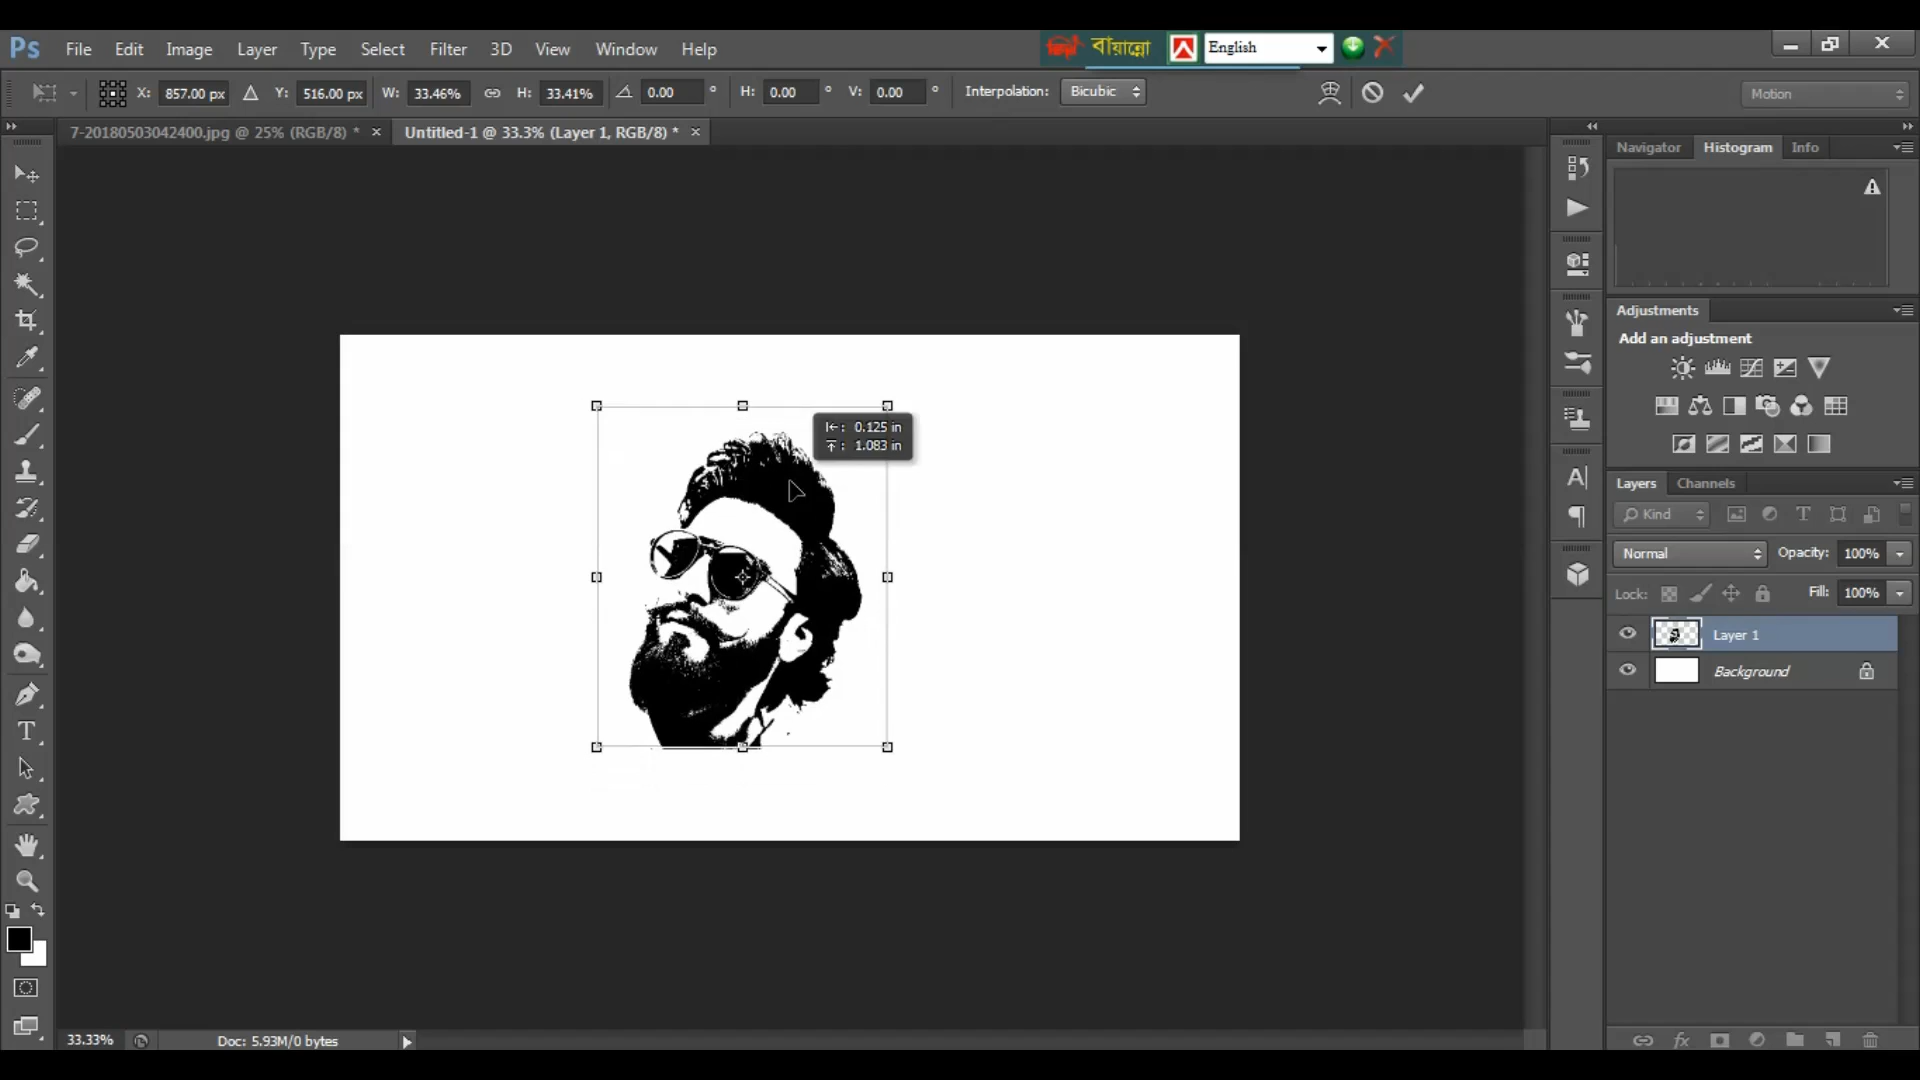 Ps File Edit Image Layer Type Select Filter 3D View Window Help বায়ান্নো English
X: 857.00 px Y: 516.00 px W: 33.46% H: 33.41% 0.00 ° H: 0.00 ° V: 0.00 ° Interpolation: Bicubic Motion
7-20180503042400.jpg @ 25% (RGB/8) * × Untitled-1 @ 33.3% (Layer 1, RGB/8) * ×
Navigator Histogram Info
Adjustments
Add an adjustment
0.125 in
1.083 in
Layers Channels
Kind
Normal Opacity: 100%
Lock: Fill: 100%
Layer 1
Background
33.33% Doc: 5.93M/0 bytes